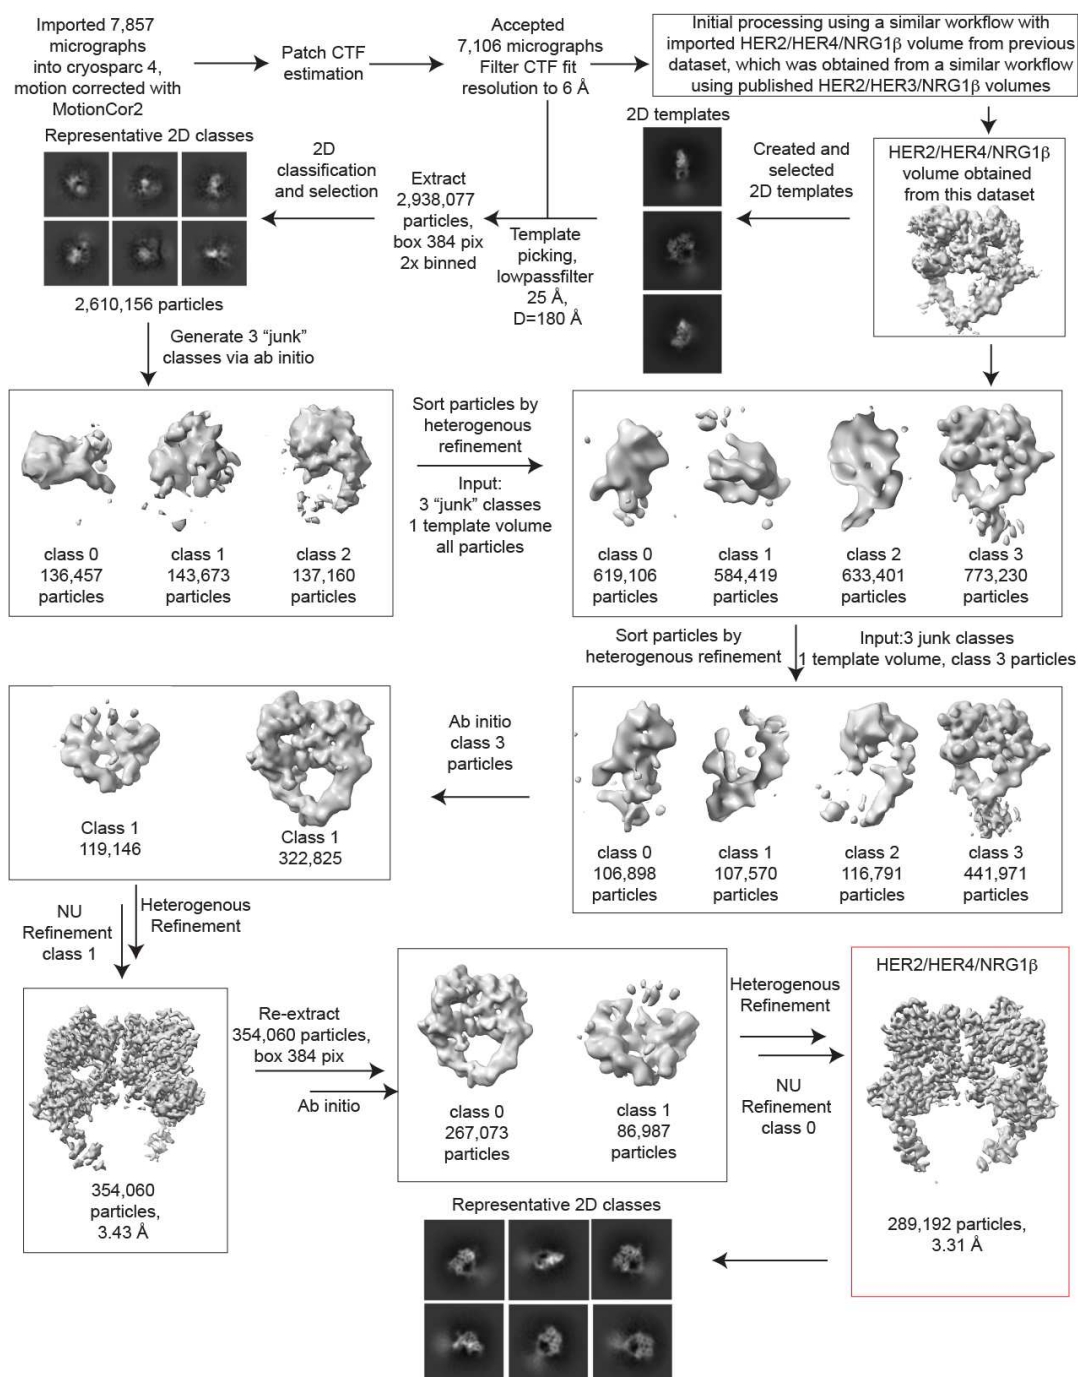 Imported 7,857
micrographs
into cryosparc 4,
motion corrected with
MotionCor2
Patch CTF
estimation
Accepted
7,106 micrographs
Filter CTF fit
resolution to 6 Å
Initial processing using a similar workflow with
imported HER2/HER4/NRG1β volume from previous
dataset, which was obtained from a similar workflow
using published HER2/HER3/NRG1β volumes
Representative 2D classes
2D
classification
and selection
Extract
2,938,077
particles,
box 384 pix
2x binned
Template
picking,
lowpassfilter
25 Å,
D=180 Å
2D templates
Created and
selected
2D templates
HER2/HER4/NRG1β
volume obtained
from this dataset
2,610,156 particles
Generate 3 “junk”
classes via ab initio
class 0
136,457
particles
class 1
143,673
particles
class 2
137,160
particles
Sort particles by
heterogenous
refinement
Input:
3 “junk” classes
1 template volume
all particles
class 0
619,106
particles
class 1
584,419
particles
class 2
633,401
particles
class 3
773,230
particles
Sort particles by
heterogenous refinement
Input:3 junk classes
1 template volume, class 3 particles
class 0
106,898
particles
class 1
107,570
particles
class 2
116,791
particles
class 3
441,971
particles
Ab initio
class 3
particles
Class 1
119,146
Class 1
322,825
NU
Refinement
class 1
Heterogenous
Refinement
354,060
particles,
3.43 Å
Re-extract
354,060 particles,
box 384 pix
Ab initio
class 0
267,073
particles
class 1
86,987
particles
Heterogenous
Refinement
NU
Refinement
class 0
HER2/HER4/NRG1β
289,192 particles,
3.31 Å
Representative 2D classes